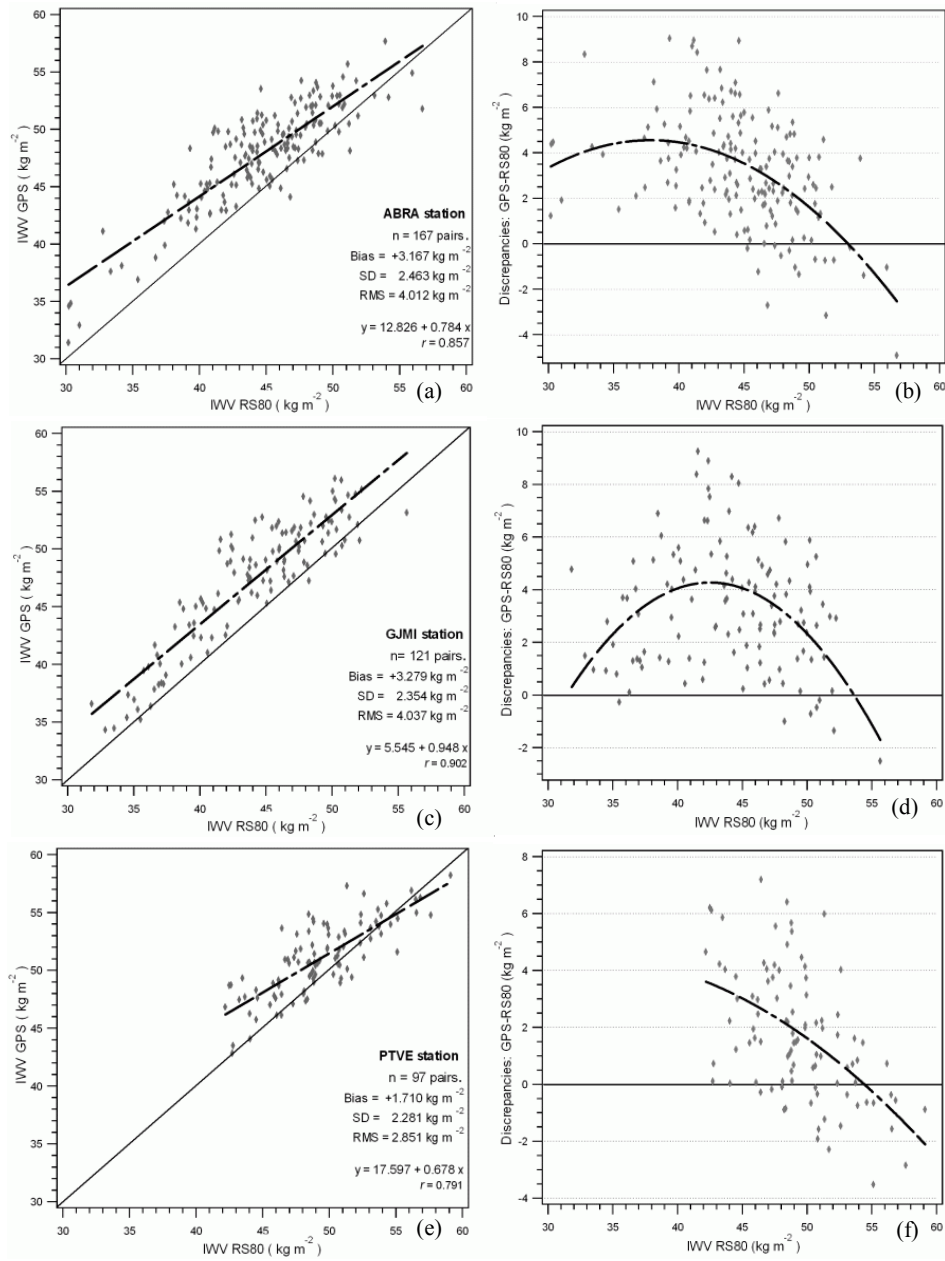 60
55
50
45
40
35
30
IWV GPS ( kg m -2 )
ABRA station
n = 167 pairs.
Bias = +3.167 kg m -2
SD = 2.463 kg m -2
RMS = 4.012 kg m -2
y = 12.826 + 0.784 x
r = 0.857
30 35 40 45 50 55 60
IWV RS80 ( kg m -2 )
(a)
10
8
6
4
2
0
-2
-4
Discrepancies: GPS-RS80 (kg m -2 )
30 35 40 45 50 55 60
IWV RS80 (kg m -2 )
(b)
60
55
50
45
40
35
30
IWV GPS ( kg m -2 )
GJMI station
n= 121 pairs.
Bias = +3.279 kg m -2
SD = 2.354 kg m -2
RMS = 4.037 kg m -2
y = 5.545 + 0.948 x
r = 0.902
30 35 40 45 50 55 60
IWV RS80 ( kg m -2 )
(c)
10
8
6
4
2
0
-2
Discrepancies: GPS-RS80 (kg m -2 )
30 35 40 45 50 55 60
IWV RS80 (kg m -2 )
(d)
60
55
50
45
40
35
30
IWV GPS ( kg m -2 )
PTVE station
n = 97 pairs.
Bias = +1.710 kg m -2
SD = 2.281 kg m -2
RMS = 2.851 kg m -2
y = 17.597 + 0.678 x
r = 0.791
30 35 40 45 50 55 60
IWV RS80 ( kg m -2 )
(e)
8
6
4
2
0
-2
-4
Discrepancies: GPS-RS80 (kg m -2 )
30 35 40 45 50 55 60
IWV RS80 (kg m -2 )
(f)